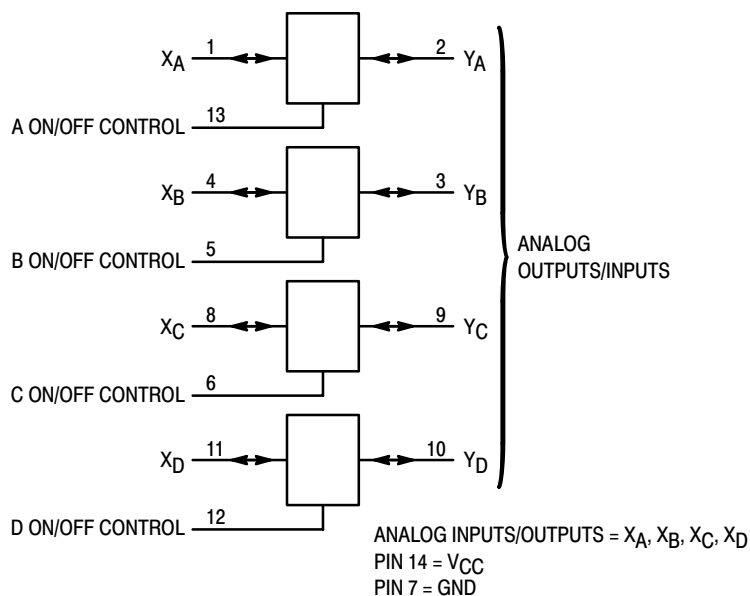 X_A 1 2 Y_A
A ON/OFF CONTROL 13
X_B 4 3 Y_B
B ON/OFF CONTROL 5
X_C 8 9 Y_C
C ON/OFF CONTROL 6
X_D 11 10 Y_D
D ON/OFF CONTROL 12
ANALOG
OUTPUTS/INPUTS
ANALOG INPUTS/OUTPUTS = X_A, X_B, X_C, X_D
PIN 14 = V_CC
PIN 7 = GND